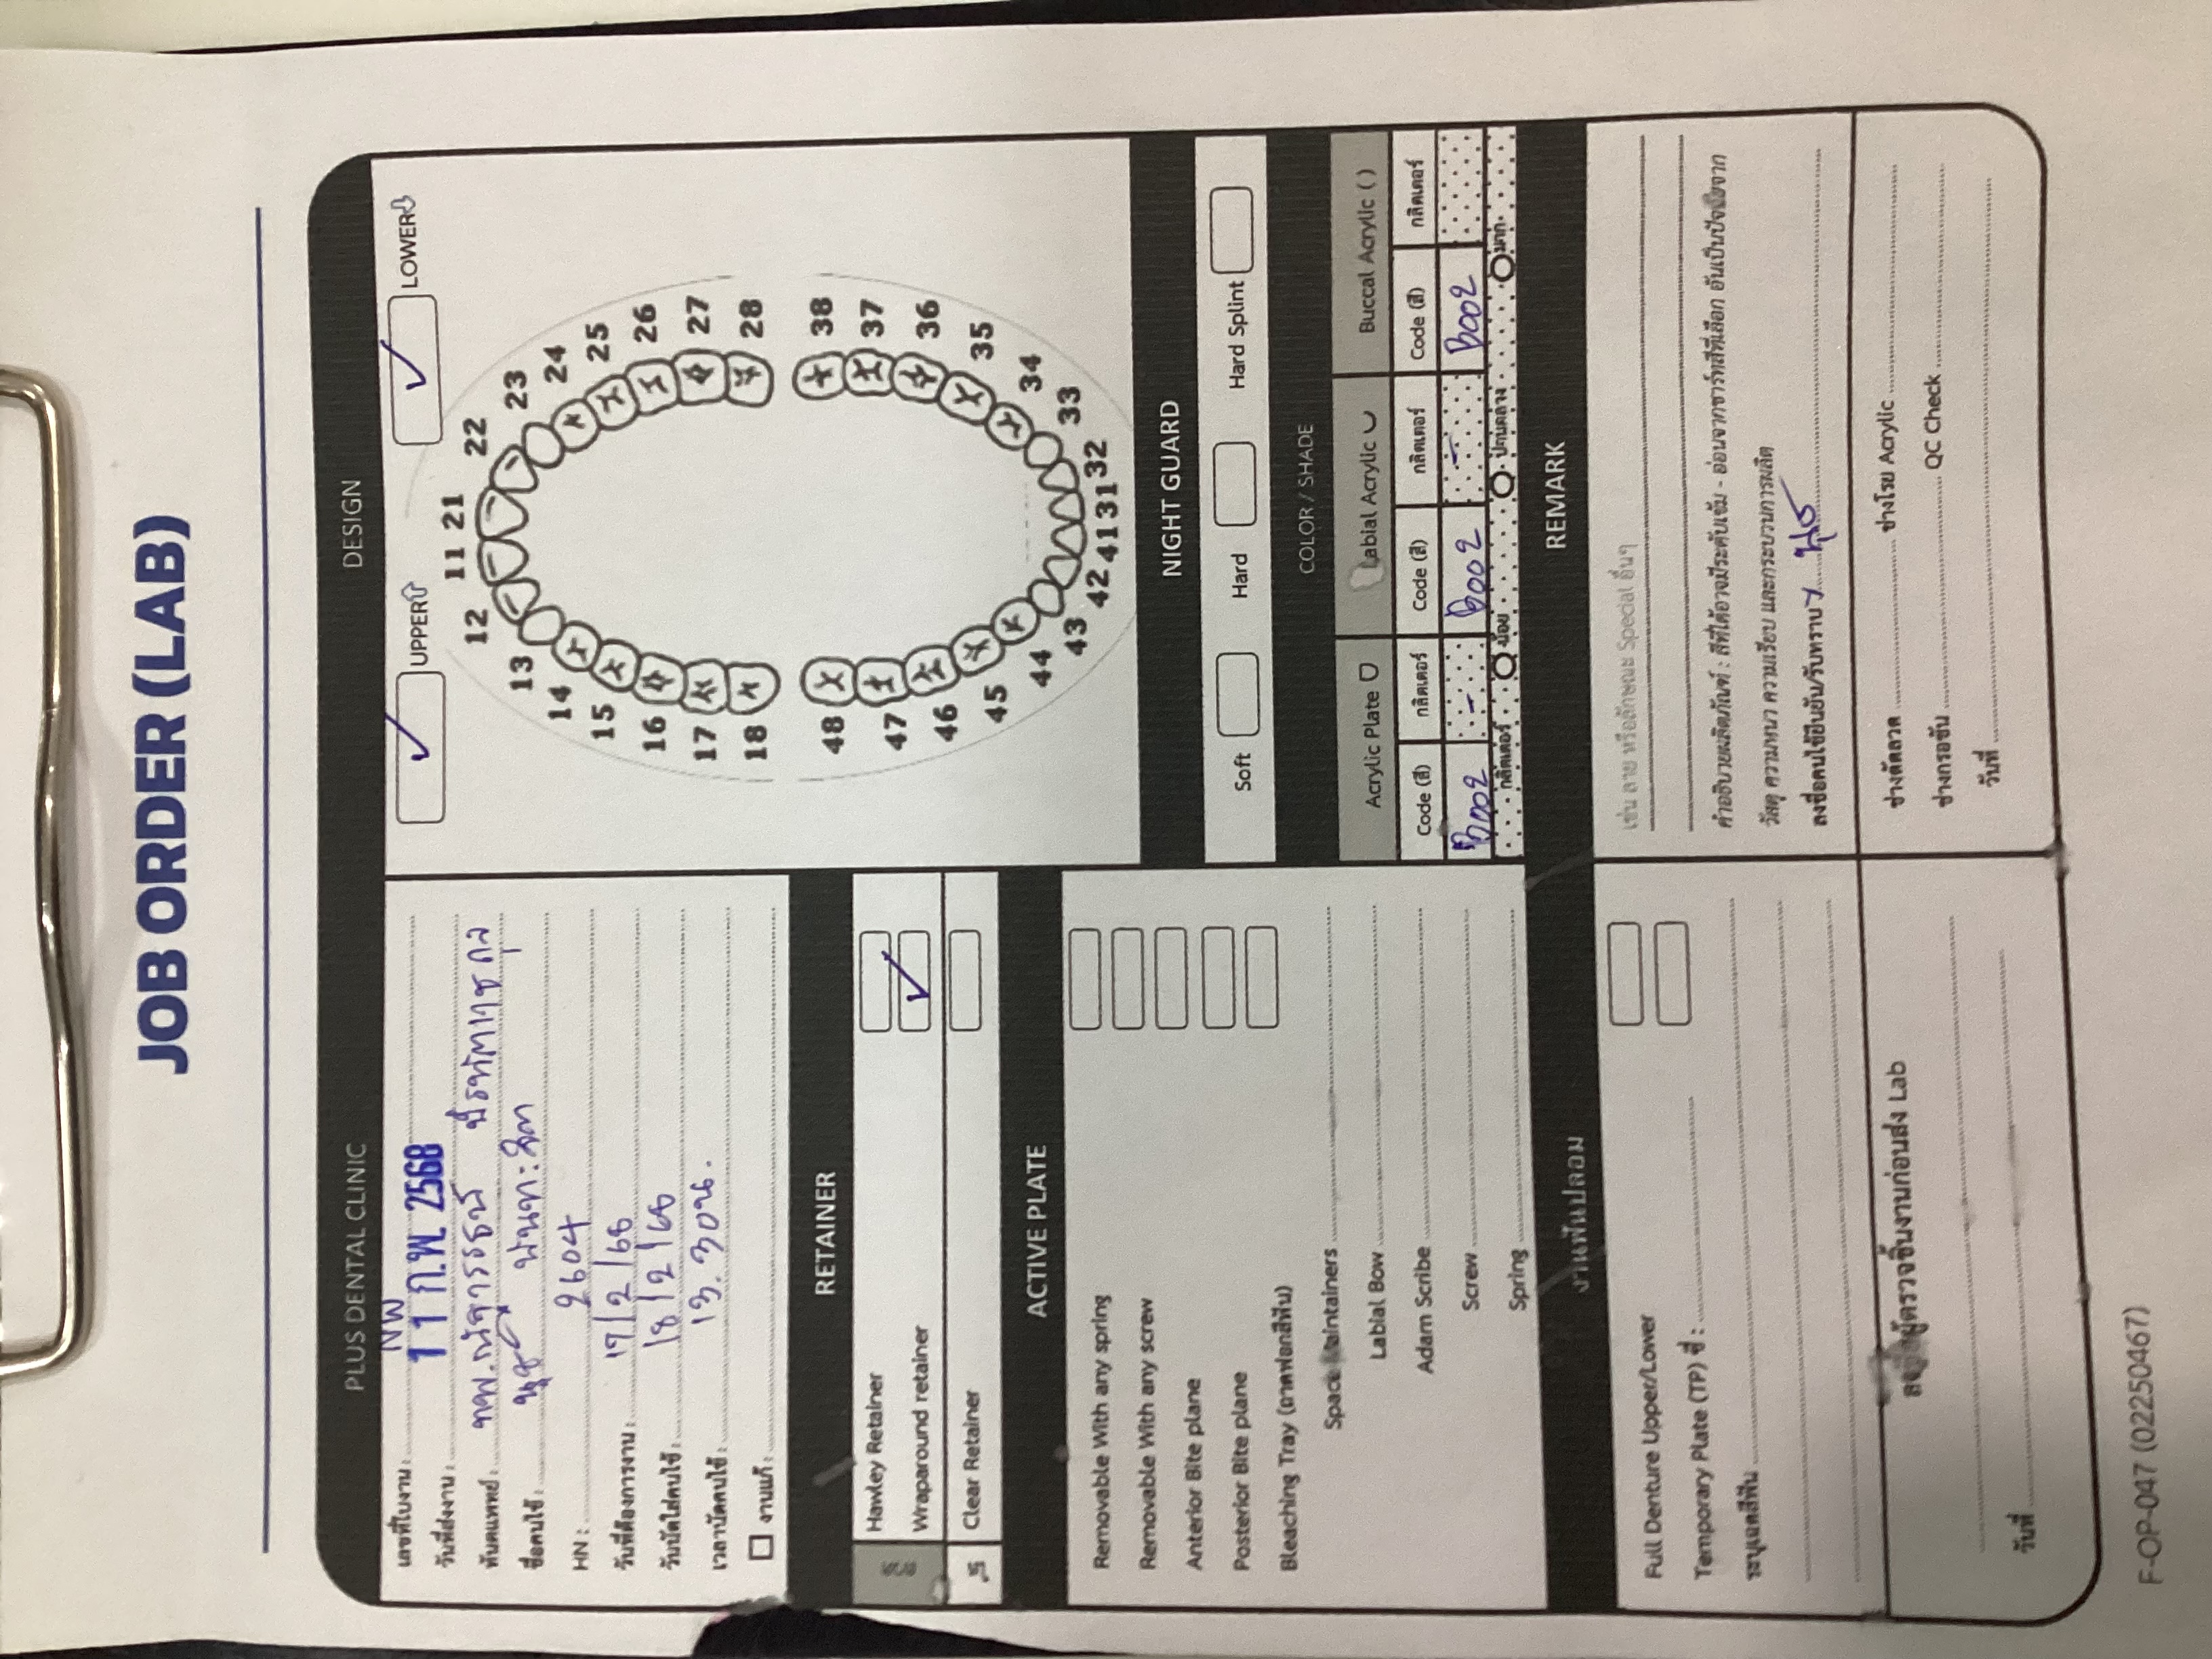 JOB ORDER (LAB)
PLUS DENTAL CLINIC
เลขที่ใบงาน : NW
วันที่ส่งงาน : 11 ก.พ. 2568
ทันตแพทย์ : ทพ.
ชื่อคนไข้ : นุช
HN : 2604
วันที่ต้องการงาน : 17/2/68
วันนัดใส่คนไข้ : 18/2/68
เวลานัดคนไข้ : 13.30น.
งานแก้ :
RETAINER
ลวด
Hawley Retainer
Wraparound retainer ✓
ใส
Clear Retainer
ACTIVE PLATE
Removable With any spring
Removable With any screw
Anterior Bite plane
Posterior Bite plane
Bleaching Tray (ถาดฟอกสีฟัน)
Space Maintainers
Labial Bow
Adam Scribe
Screw
Spring
งานฟันปลอม
Full Denture Upper/Lower
Temporary Plate (TP) ซี่ :
ระบุเฉดสีฟัน
ลงชื่อผู้ตรวจชิ้นงานก่อนส่ง Lab
วันที่
DESIGN
✓ UPPER ✓ LOWER
11 21
12 22
13 23
14 24
15 25
16 26
17 27
18 28
48 38
47 37
46 36
45 35
44 34
43 33
42 41 31 32
NIGHT GUARD
Soft Hard Hard Splint
COLOR / SHADE
Acrylic Plate Labial Acrylic Buccal Acrylic ( )
Code (สี) กลิตเตอร์ Code (สี) กลิตเตอร์ Code (สี) กลิตเตอร์
B002 - B002 - B002
กลิตเตอร์ น้อย ปานกลาง มาก
REMARK
เช่น ลาย หรือลักษณะ Special อื่นๆ
คำอธิบายผลิตภัณฑ์ : สีที่ได้อาจมีระดับเข้ม - อ่อนจากชาร์ทสีที่เลือก อันเป็นปัจจัยจาก
วัสดุ ความหนา ความเรียบ และกระบวนการผลิต
ลงชื่อคนไข้ยืนยัน/รับทราบ นุช
ช่างดัดลวด ช่างโรย Acrylic
ช่างกรอขัน QC Check
วันที่
F-OP-047 (02250467)